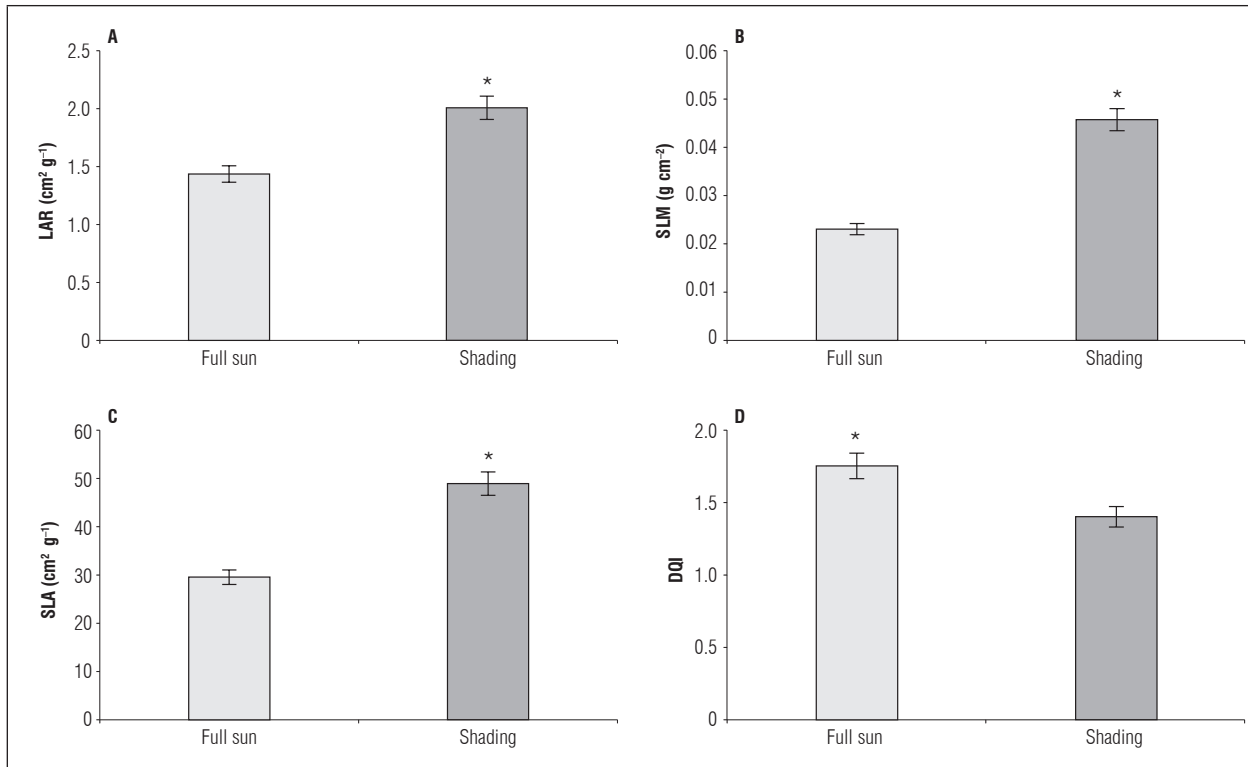 A
LAR (cm² g⁻¹)
2.5
2.0
1.5
1.0
0.5
0
*
Full sun
Shading
B
SLM (g cm⁻²)
0.06
0.05
0.04
0.03
0.02
0.01
0
*
Full sun
Shading
C
SLA (cm² g⁻¹)
60
50
40
30
20
10
0
*
Full sun
Shading
D
DQI
2.0
1.5
1.0
0.5
0
*
Full sun
Shading